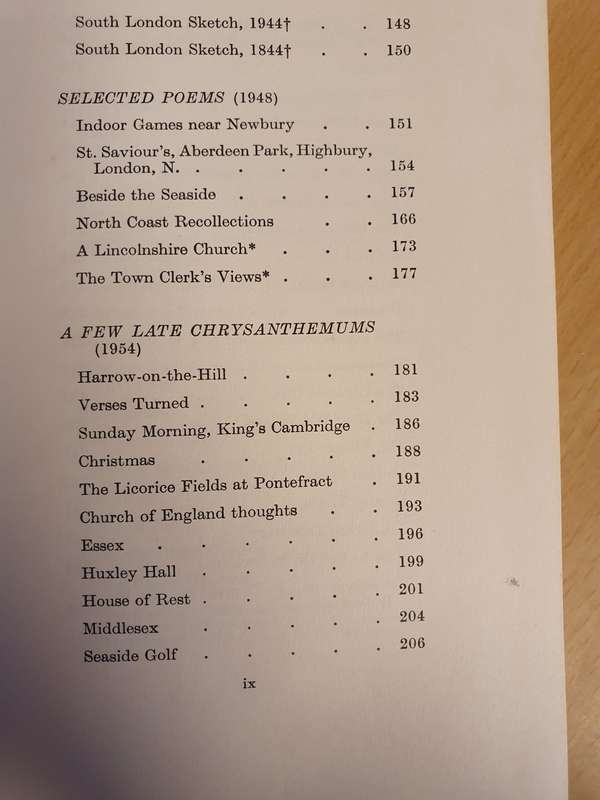 South London Sketch, 1944† . . 148
South London Sketch, 1844† . . 150
SELECTED POEMS (1948)
Indoor Games near Newbury . . 151
St. Saviour's, Aberdeen Park, Highbury,
London, N. . . . . . 154
Beside the Seaside . . . . 157
North Coast Recollections . . 166
A Lincolnshire Church* . . . 173
The Town Clerk's Views* . . . 177
A FEW LATE CHRYSANTHEMUMS
(1954)
Harrow-on-the-Hill . . . . 181
Verses Turned . . . . . 183
Sunday Morning, King's Cambridge . 186
Christmas . . . . . 188
The Licorice Fields at Pontefract . 191
Church of England thoughts . . 193
Essex . . . . . . 196
Huxley Hall . . . . . 199
House of Rest . . . . . 201
Middlesex . . . . . 204
Seaside Golf . . . . . 206
ix